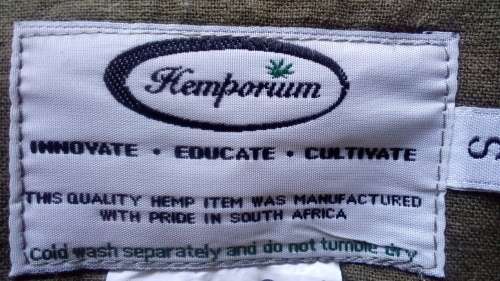 Hemporium
INNOVATE • EDUCATE • CULTIVATE
THIS QUALITY HEMP ITEM WAS MANUFACTURED
WITH PRIDE IN SOUTH AFRICA
Cold wash separately and do not tumble dry
S